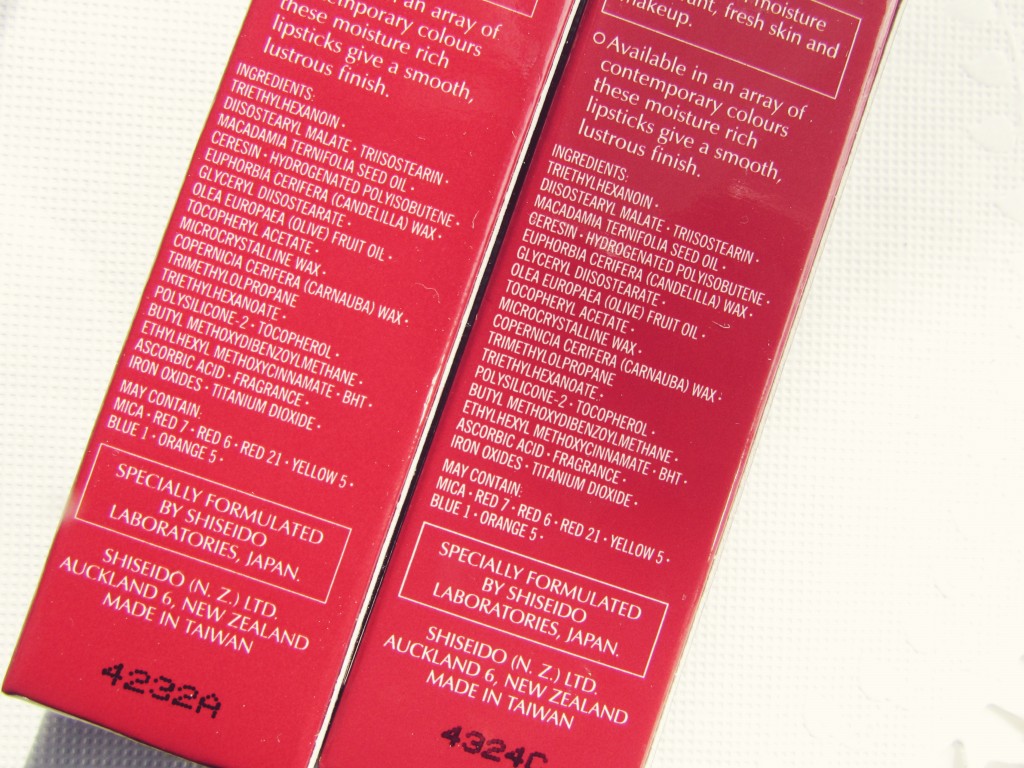 an array of
temporary colours
these moisture rich
lipsticks give a smooth,
lustrous finish.
INGREDIENTS:
TRIETHYLHEXANOIN ·
DIISOSTEARYL MALATE · TRIISOSTEARIN ·
MACADAMIA TERNIFOLIA SEED OIL ·
CERESIN · HYDROGENATED POLYISOBUTENE ·
EUPHORBIA CERIFERA (CANDELILLA) WAX ·
GLYCERYL DIISOSTEARATE ·
OLEA EUROPAEA (OLIVE) FRUIT OIL ·
TOCOPHERYL ACETATE ·
MICROCRYSTALLINE WAX ·
COPERNICIA CERIFERA (CARNAUBA) WAX ·
TRIMETHYLOLPROPANE
TRIETHYLHEXANOATE ·
POLYSILICONE-2 · TOCOPHEROL ·
BUTYL METHOXYDIBENZOYLMETHANE ·
ETHYLHEXYL METHOXYCINNAMATE · BHT ·
ASCORBIC ACID · FRAGRANCE ·
IRON OXIDES · TITANIUM DIOXIDE ·
MAY CONTAIN:
MICA · RED 7 · RED 6 · RED 21 · YELLOW 5 ·
BLUE 1 · ORANGE 5 ·
SPECIALLY FORMULATED
BY SHISEIDO
LABORATORIES, JAPAN.
SHISEIDO (N. Z.) LTD.
AUCKLAND 6, NEW ZEALAND
MADE IN TAIWAN
4232A
moisture
fresh skin and
makeup.
○ Available in an array of
contemporary colours
these moisture rich
lipsticks give a smooth,
lustrous finish.
INGREDIENTS:
TRIETHYLHEXANOIN ·
DIISOSTEARYL MALATE · TRIISOSTEARIN ·
MACADAMIA TERNIFOLIA SEED OIL ·
CERESIN · HYDROGENATED POLYISOBUTENE ·
EUPHORBIA CERIFERA (CANDELILLA) WAX ·
GLYCERYL DIISOSTEARATE ·
OLEA EUROPAEA (OLIVE) FRUIT OIL ·
TOCOPHERYL ACETATE ·
MICROCRYSTALLINE WAX ·
COPERNICIA CERIFERA (CARNAUBA) WAX ·
TRIMETHYLOLPROPANE
TRIETHYLHEXANOATE ·
POLYSILICONE-2 · TOCOPHEROL ·
BUTYL METHOXYDIBENZOYLMETHANE ·
ETHYLHEXYL METHOXYCINNAMATE · BHT ·
ASCORBIC ACID · FRAGRANCE ·
IRON OXIDES · TITANIUM DIOXIDE ·
MAY CONTAIN:
MICA · RED 7 · RED 6 · RED 21 · YELLOW 5 ·
BLUE 1 · ORANGE 5 ·
SPECIALLY FORMULATED
BY SHISEIDO
LABORATORIES, JAPAN.
SHISEIDO (N. Z.) LTD.
AUCKLAND 6, NEW ZEALAND
MADE IN TAIWAN
4324C